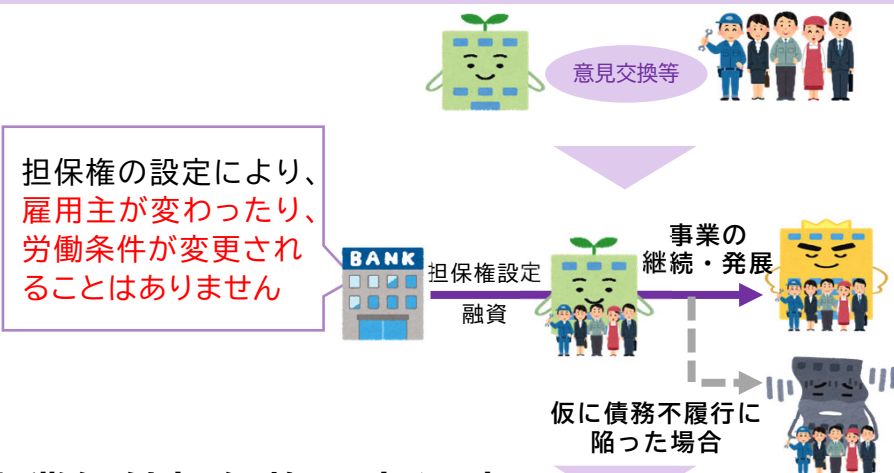 意見交換等
担保権の設定により、
雇用主が変わったり、
労働条件が変更され
ることはありません
BANK
担保権設定
融資
事業の
継続・発展
仮に債務不履行に
陥った場合